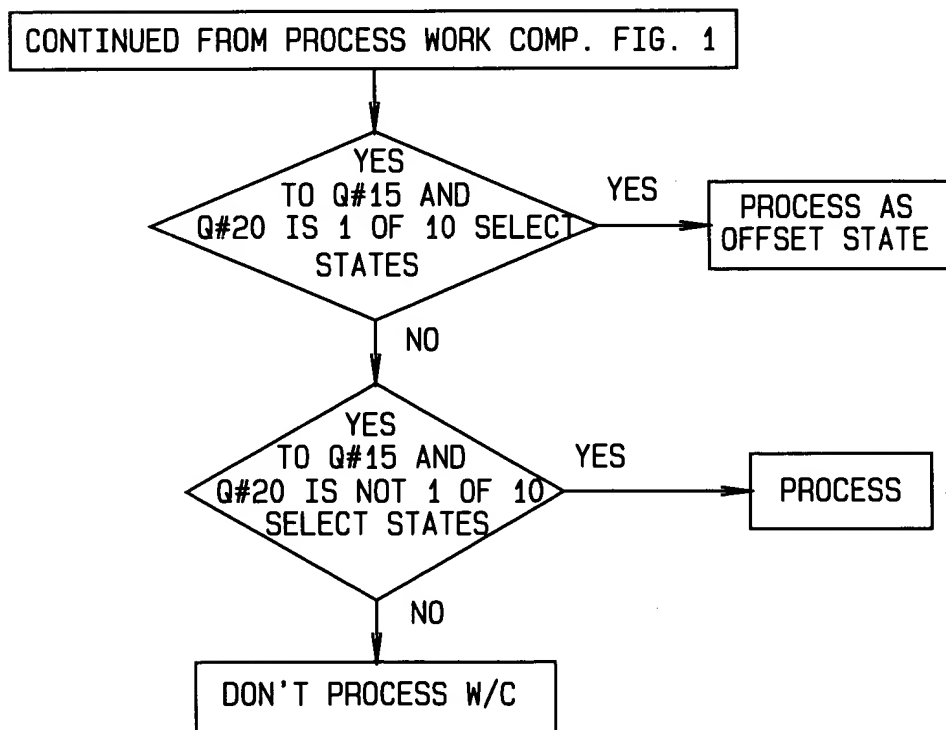 CONTINUED FROM PROCESS WORK COMP. FIG. 1
YES
TO Q#15 AND
Q#20 IS 1 OF 10 SELECT
STATES
YES
PROCESS AS
OFFSET STATE
NO
YES
TO Q#15 AND
Q#20 IS NOT 1 OF 10
SELECT STATES
YES
PROCESS
NO
DON'T PROCESS W/C